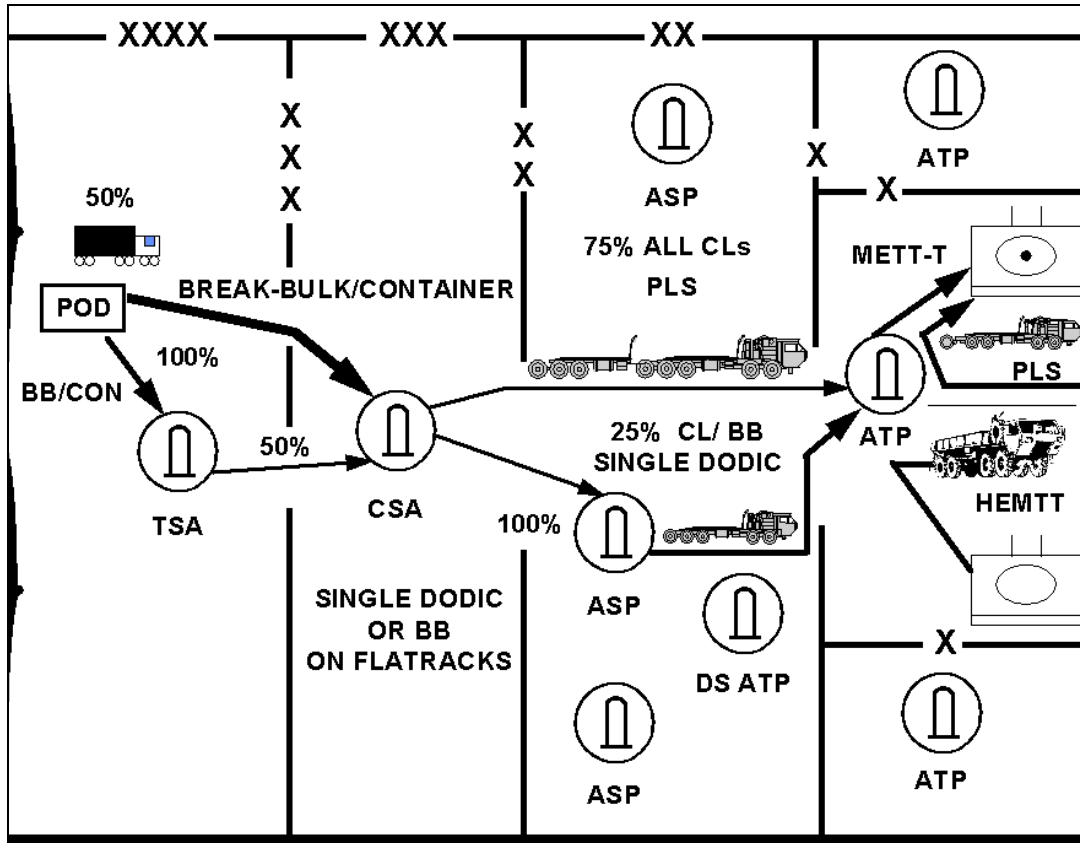 XXXX
XXX
XX
X
X
X
X
X
X
X
X
ATP
ASP
50%
75% ALL CLs
PLS
METT-T
BREAK-BULK/CONTAINER
POD
100%
BB/CON
PLS
50%
25% CL/ BB
SINGLE DODIC
ATP
TSA
CSA
100%
HEMTT
ASP
SINGLE DODIC
OR BB
ON FLATRACKS
DS ATP
X
ASP
ATP